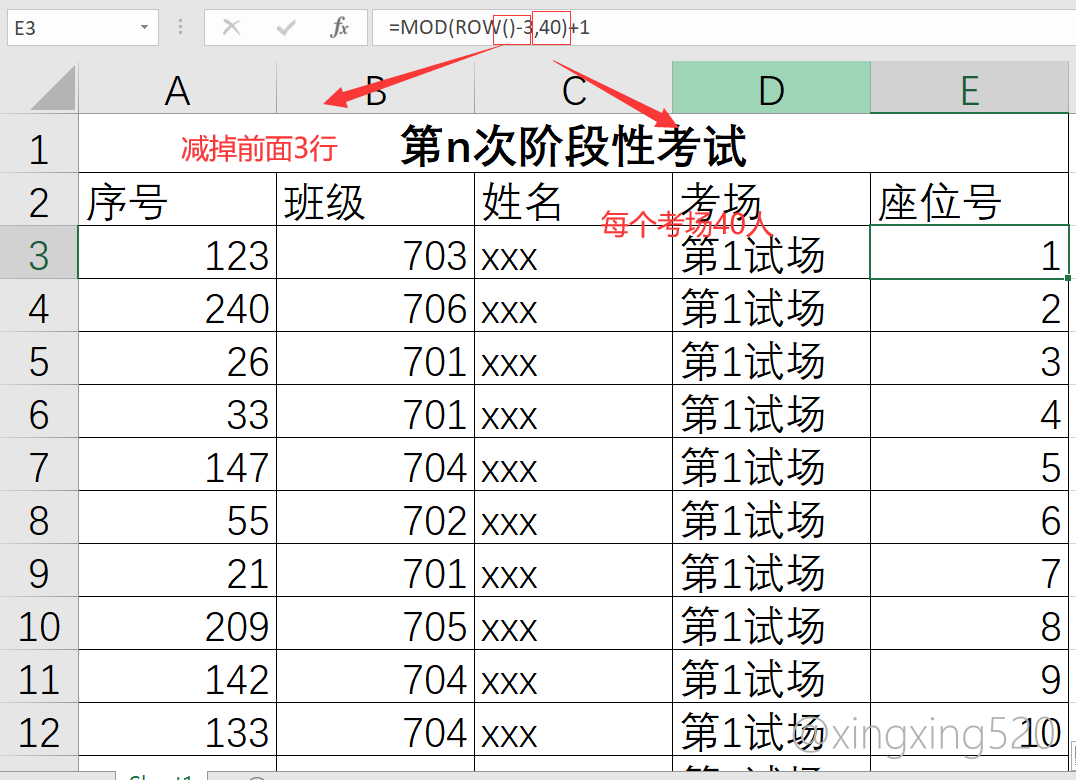 E3 fx =MOD(ROW()-3,40)+1
A B C D E
1 减掉前面3行 第n次阶段性考试
2 序号 班级 姓名 考场 座位号
每个考场40人
3 123 703 xxx 第1试场 1
4 240 706 xxx 第1试场 2
5 26 701 xxx 第1试场 3
6 33 701 xxx 第1试场 4
7 147 704 xxx 第1试场 5
8 55 702 xxx 第1试场 6
9 21 701 xxx 第1试场 7
10 209 705 xxx 第1试场 8
11 142 704 xxx 第1试场 9
12 133 704 xxx 第1试场 10
@xingxing520